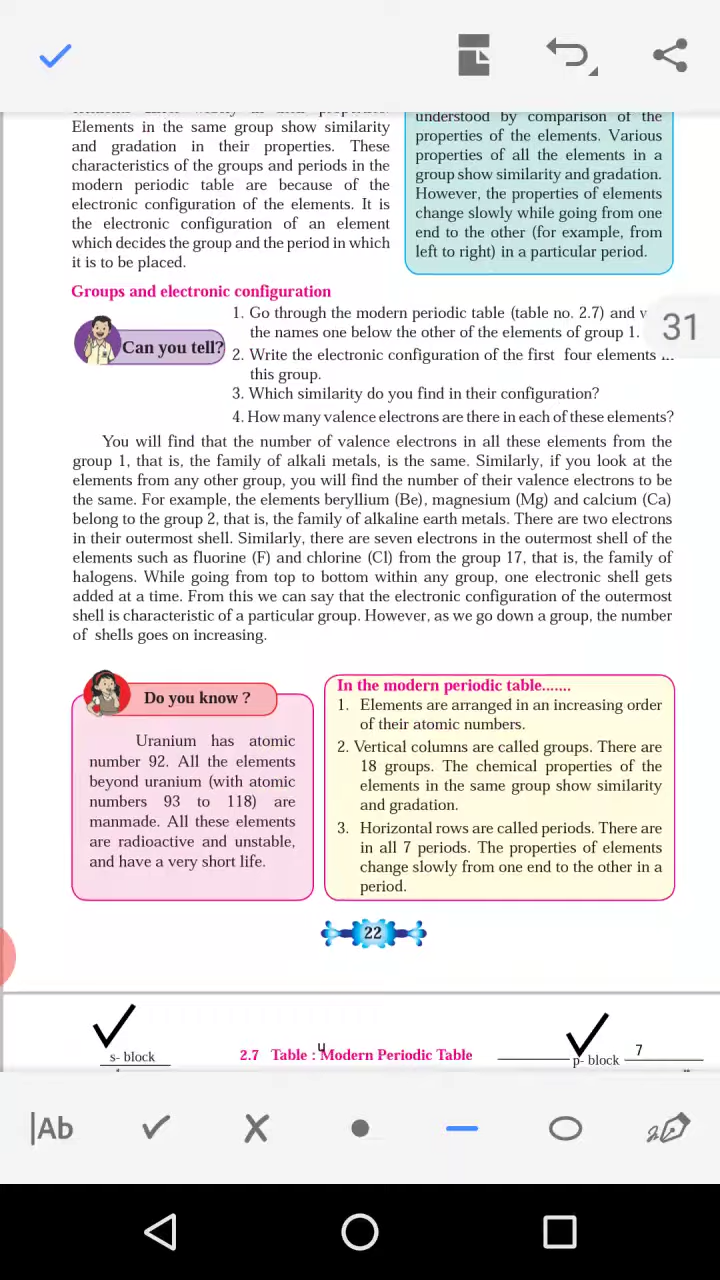 Elements in the same group show similarity
and gradation in their properties. These
characteristics of the groups and periods in the
modern periodic table are because of the
electronic configuration of the elements. It is
the electronic configuration of an element
which decides the group and the period in which
it is to be placed.
understood by comparison of the
properties of the elements. Various
properties of all the elements in a
group show similarity and gradation.
However, the properties of elements
change slowly while going from one
end to the other (for example, from
left to right) in a particular period.
Groups and electronic configuration
Can you tell?
1. Go through the modern periodic table (table no. 2.7) and
the names one below the other of the elements of group 1.
2. Write the electronic configuration of the first four elements
this group.
3. Which similarity do you find in their configuration?
4. How many valence electrons are there in each of these elements?
31
You will find that the number of valence electrons in all these elements from the
group 1, that is, the family of alkali metals, is the same. Similarly, if you look at the
elements from any other group, you will find the number of their valence electrons to be
the same. For example, the elements beryllium (Be), magnesium (Mg) and calcium (Ca)
belong to the group 2, that is, the family of alkaline earth metals. There are two electrons
in their outermost shell. Similarly, there are seven electrons in the outermost shell of the
elements such as fluorine (F) and chlorine (Cl) from the group 17, that is, the family of
halogens. While going from top to bottom within any group, one electronic shell gets
added at a time. From this we can say that the electronic configuration of the outermost
shell is characteristic of a particular group. However, as we go down a group, the number
of shells goes on increasing.
Do you know ?
Uranium has atomic
number 92. All the elements
beyond uranium (with atomic
numbers 93 to 118) are
manmade. All these elements
are radioactive and unstable,
and have a very short life.
In the modern periodic table.......
1. Elements are arranged in an increasing order
of their atomic numbers.
2. Vertical columns are called groups. There are
18 groups. The chemical properties of the
elements in the same group show similarity
and gradation.
3. Horizontal rows are called periods. There are
in all 7 periods. The properties of elements
change slowly from one end to the other in a
period.
22
s- block
4
2.7 Table : Modern Periodic Table
p- block
7
Ab